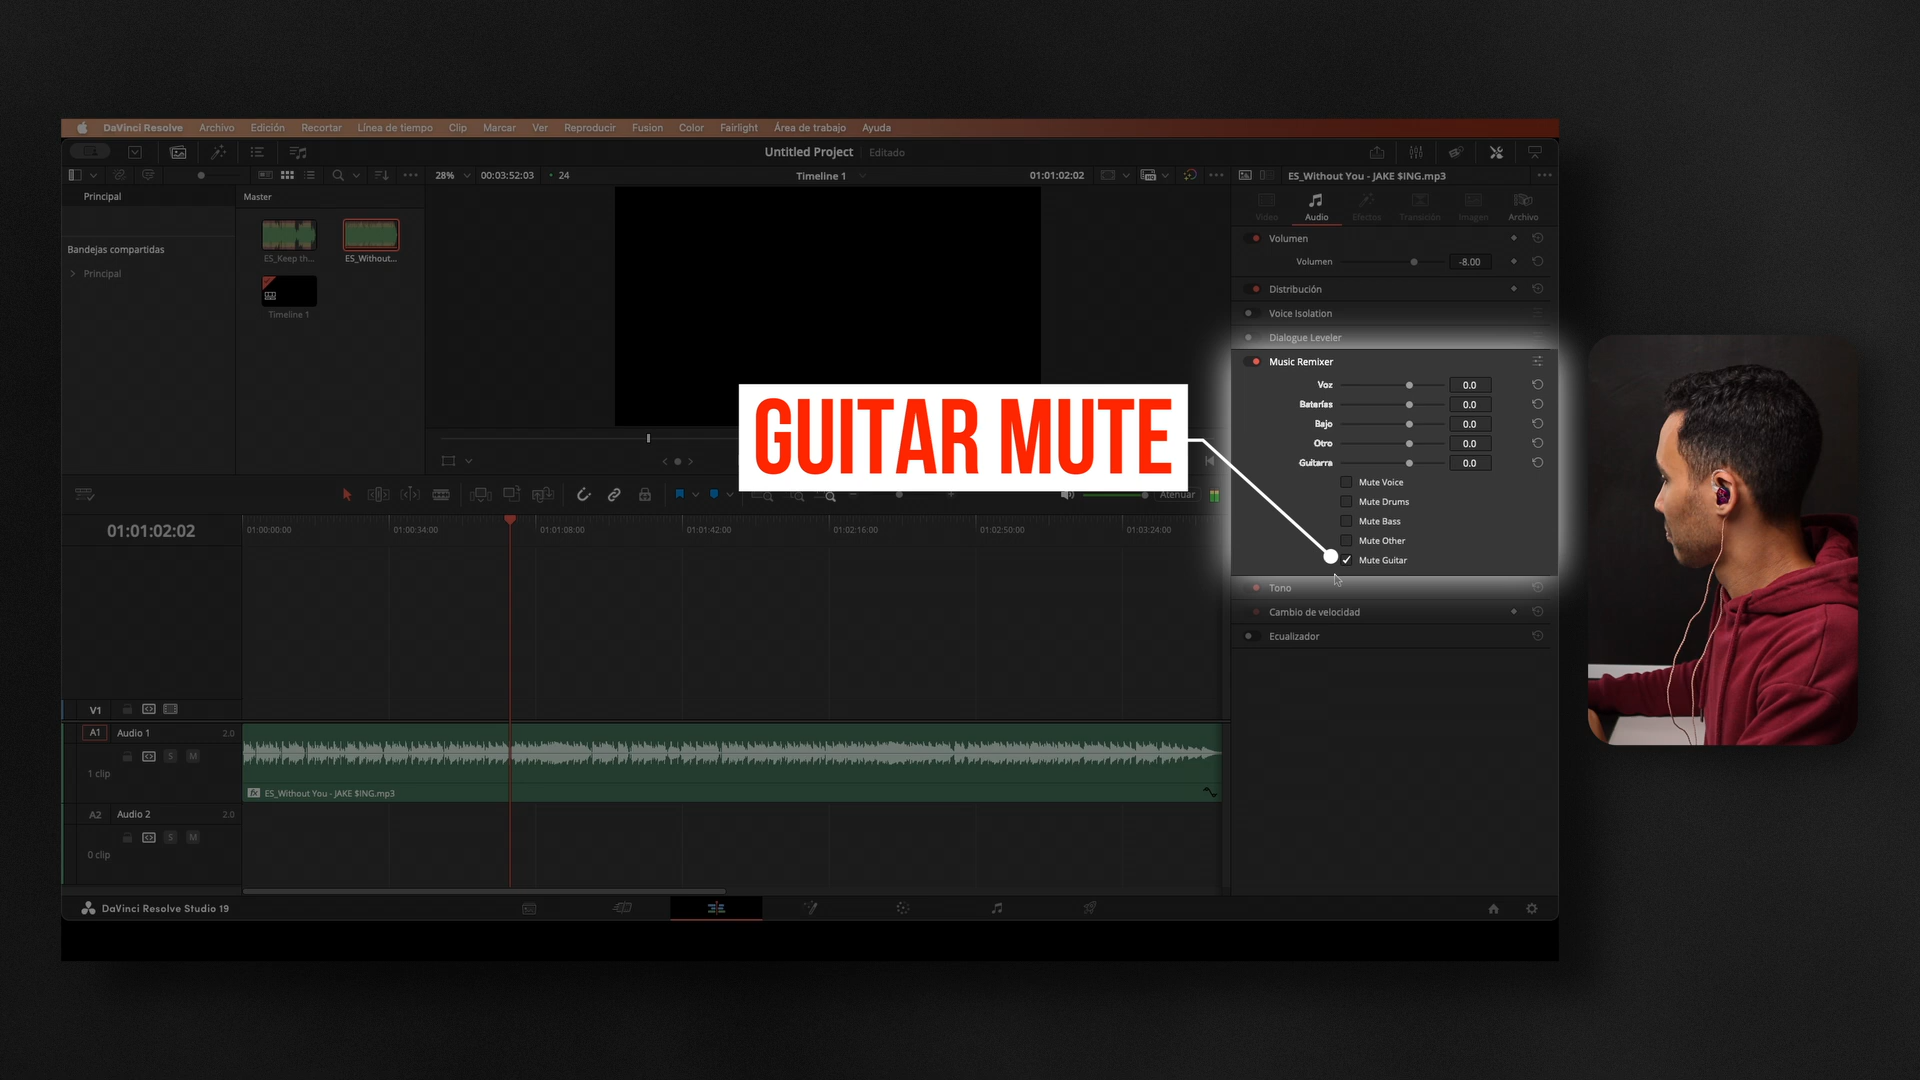 DaVinci Resolve Archivo Edición Recortar Línea de tiempo Clip Marcar Ver Reproducir Fusion Color Fairlight Área de trabajo Ayuda
Untitled Project Editado
28% 00:03:52:03 24 Timeline 1 01:01:02:02 ES_Without You - JAKE $ING.mp3
Principal
Master
Bandejas compartidas
Principal
ES_Keep th...
ES_Without...
Timeline 1
Video Audio Efectos Transición Imagen Archivo
Volumen
Volumen -8.00
Distribución
Voice Isolation
Dialogue Leveler
Music Remixer
Voz 0.0
Baterías 0.0
Bajo 0.0
Otro 0.0
Guitarra 0.0
Mute Voice
Mute Drums
Mute Bass
Mute Other
Mute Guitar
Tono
Cambio de velocidad
Ecualizador
GUITAR MUTE
Atenuar
01:01:02:02
01:00:00:00 01:00:34:00 01:01:08:00 01:01:42:00 01:02:16:00 01:02:50:00 01:03:24:00
V1
A1 Audio 1 2.0
S M
1 clip
fx ES_Without You - JAKE $ING.mp3
A2 Audio 2 2.0
S M
0 clip
DaVinci Resolve Studio 19